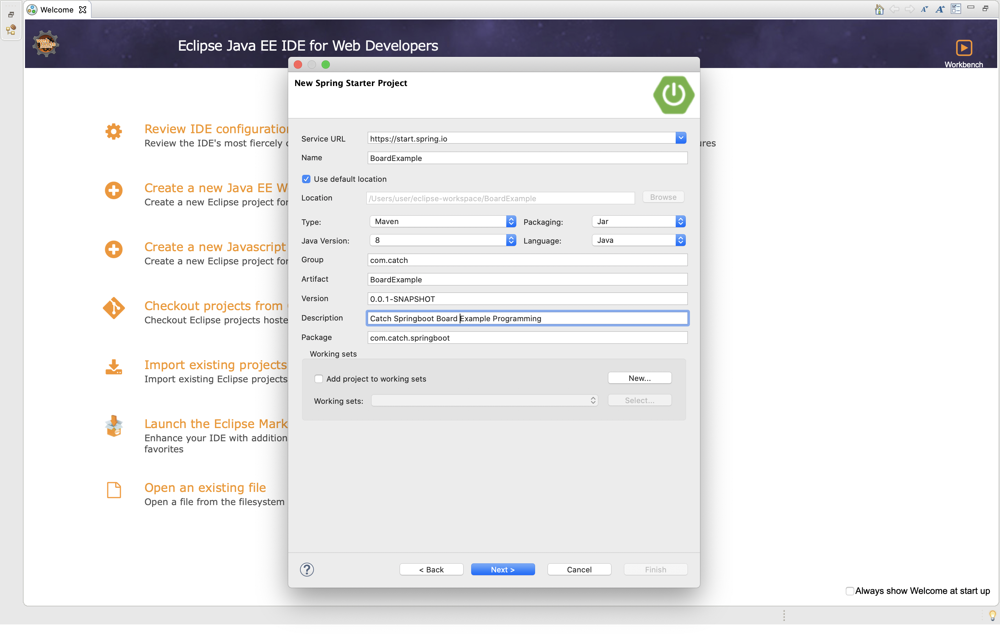 Welcome
web tools
Eclipse Java EE IDE for Web Developers
Workbench
Review IDE configuration
Review the IDE's most fiercely
ures
Create a new Java EE W
Create a new Eclipse project for
Create a new Javascript
Create a new Eclipse project for
Checkout projects from
Checkout Eclipse projects hoste
Import existing projects
Import existing Eclipse projects
Launch the Eclipse Mark
Enhance your IDE with addition
favorites
Open an existing file
Open a file from the filesystem
New Spring Starter Project
Service URL https://start.spring.io
Name BoardExample
Use default location
Location /Users/user/eclipse-workspace/BoardExample Browse
Type: Maven Packaging: Jar
Java Version: 8 Language: Java
Group com.catch
Artifact BoardExample
Version 0.0.1-SNAPSHOT
Description Catch Springboot Board Example Programming
Package com.catch.springboot
Working sets
Add project to working sets New...
Working sets: Select...
? < Back Next > Cancel Finish
Always show Welcome at start up